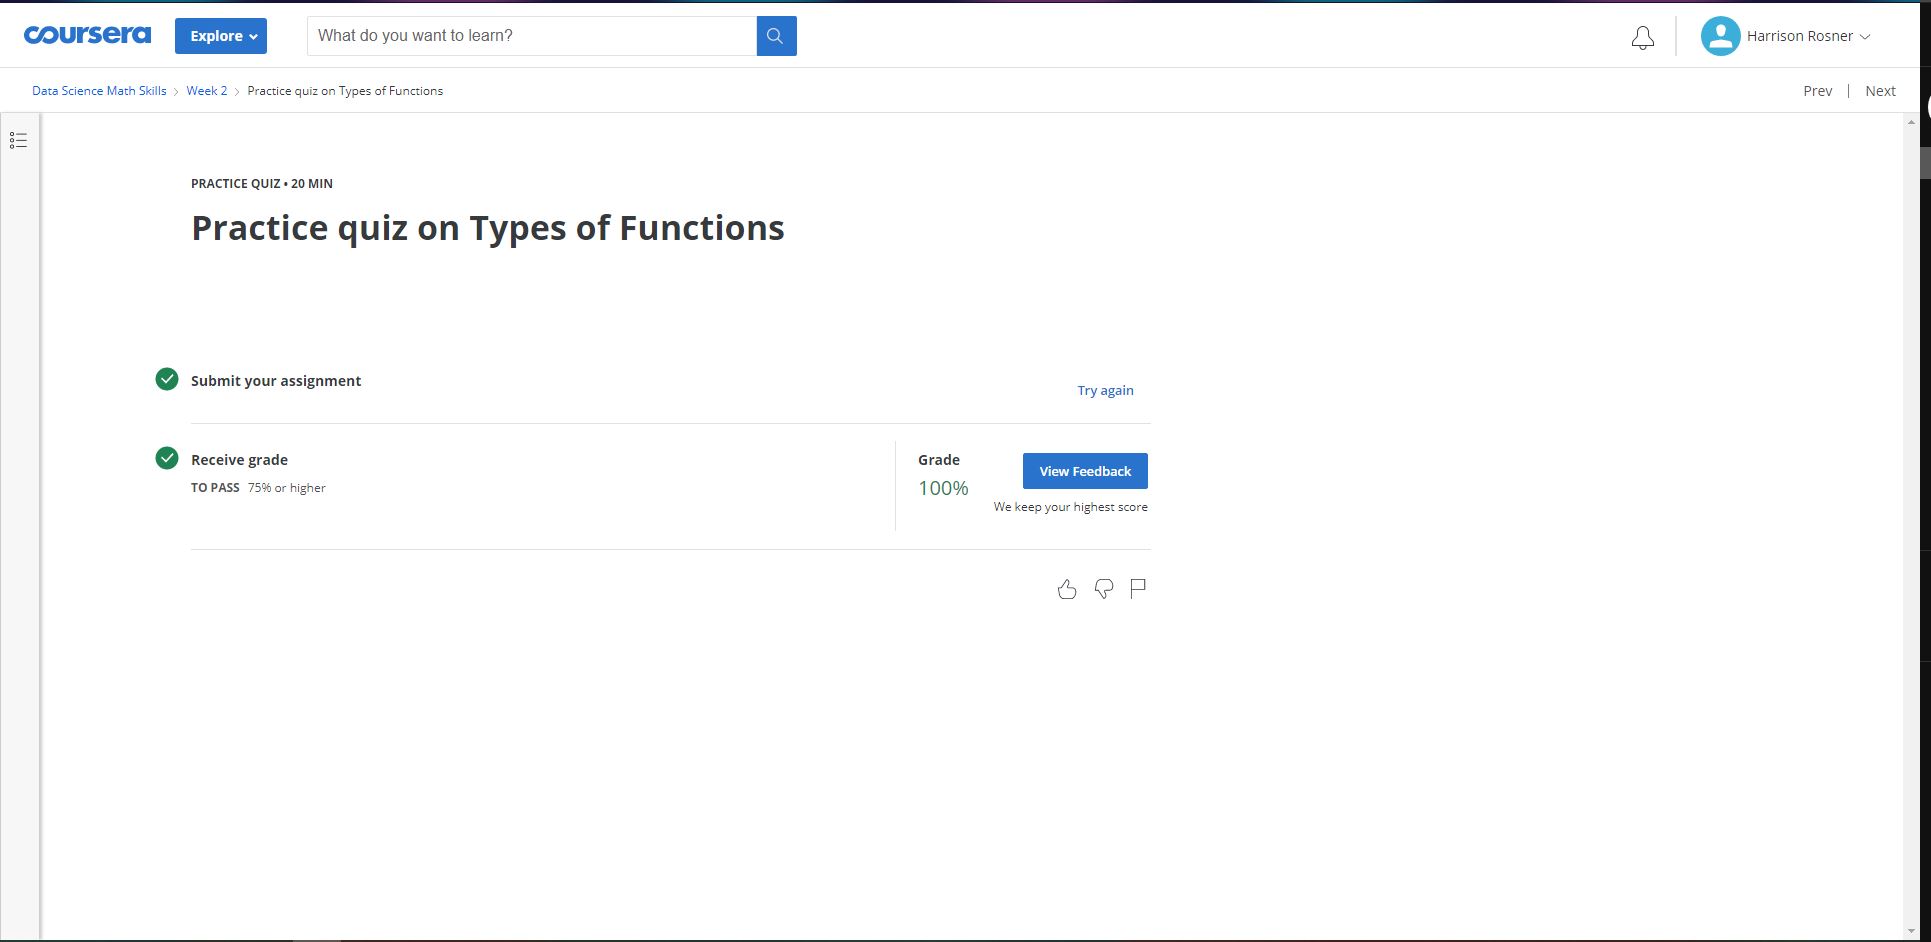 coursera Explore What do you want to learn? Harrison Rosner
Data Science Math Skills > Week 2 > Practice quiz on Types of Functions Prev | Next
PRACTICE QUIZ • 20 MIN
Practice quiz on Types of Functions
Submit your assignment
Try again
Receive grade
TO PASS 75% or higher
Grade
100%
View Feedback
We keep your highest score